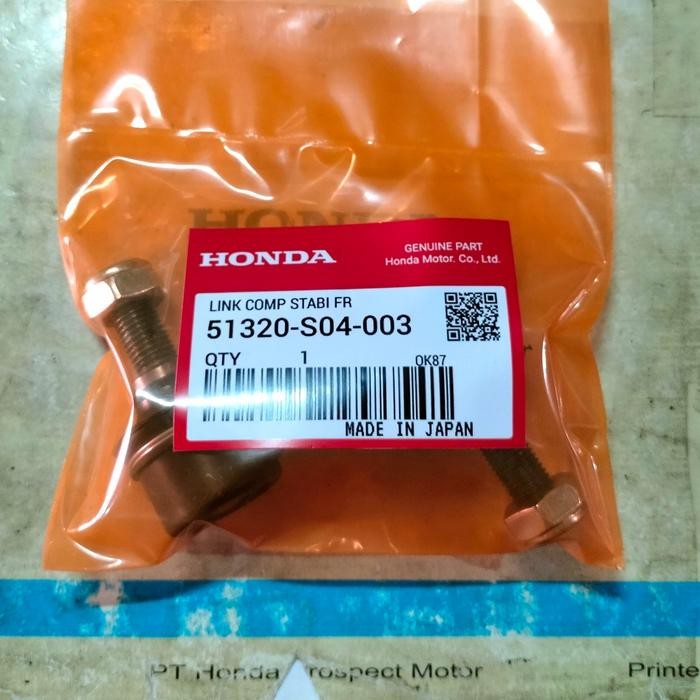 HONDA
HONDA
GENUINE PART
Honda Motor. Co., Ltd.
LINK COMP STABI FR
51320-S04-003
QTY 1
OK87
MADE IN JAPAN
PT Honda Prospect Motor
Printe